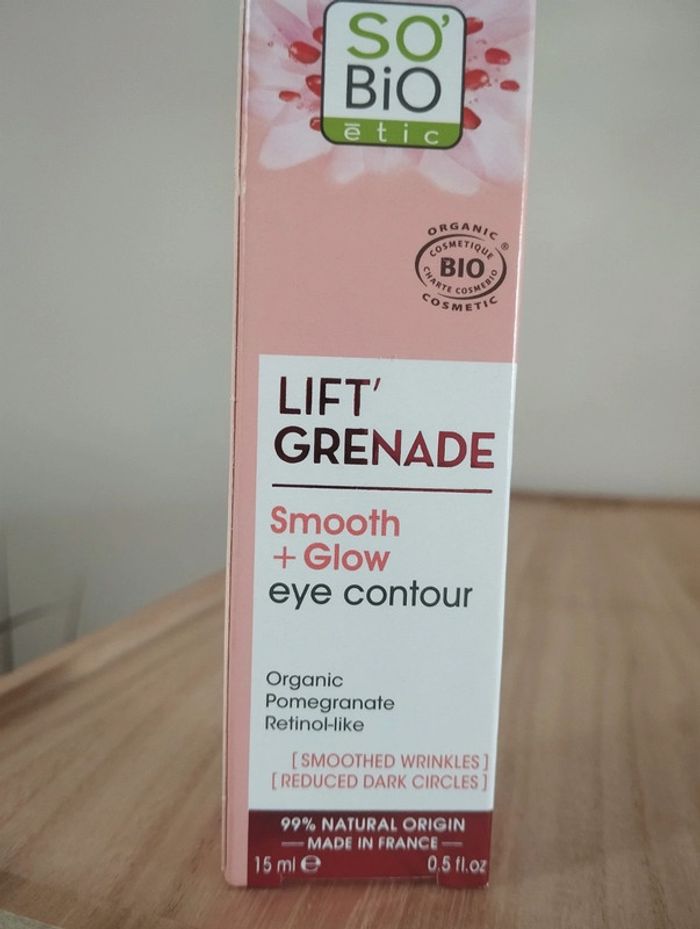 SO'
BiO
étic
ORGANIC
COSMETIQUE
BIO
CHARTE COSMEBIO
COSMETIC
®
LIFT'
GRENADE
Smooth
+ Glow
eye contour
Organic
Pomegranate
Retinol-like
[SMOOTHED WRINKLES]
[REDUCED DARK CIRCLES]
99% NATURAL ORIGIN
— MADE IN FRANCE —
15 ml ℮ 0.5 fl.oz